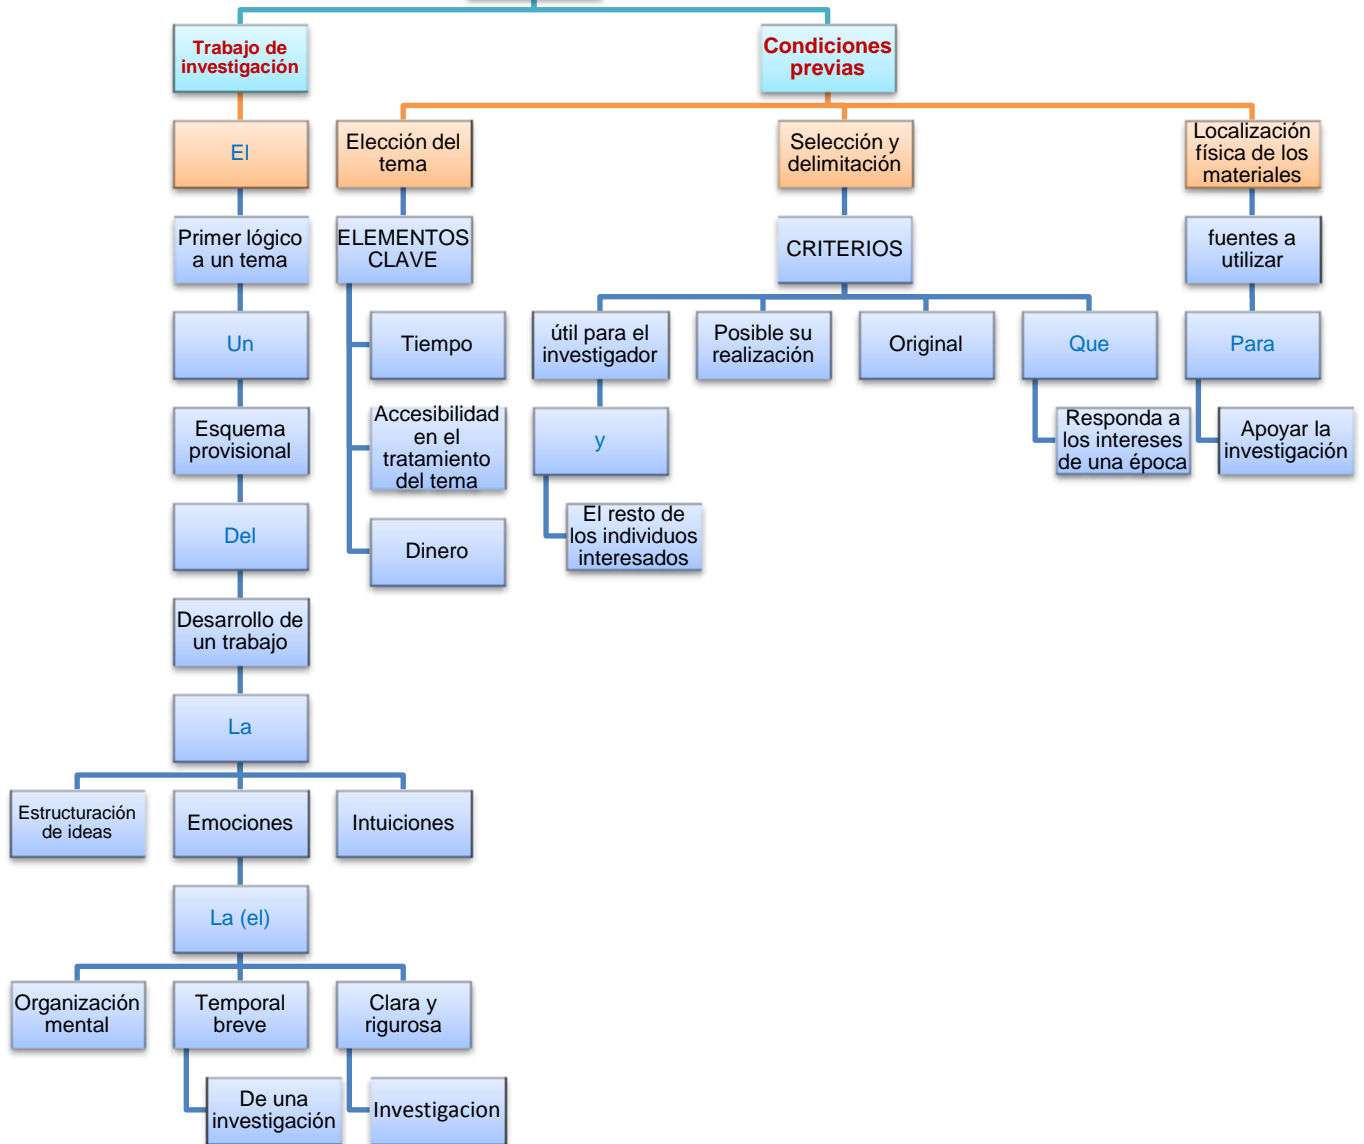 Trabajo de
investigación
Condiciones
previas
El
Elección del
tema
Selección y
delimitación
Localización
física de los
materiales
Primer lógico
a un tema
ELEMENTOS
CLAVE
CRITERIOS
fuentes a
utilizar
Un
Tiempo
útil para el
investigador
Posible su
realización
Original
Que
Para
Esquema
provisional
Accesibilidad
en el
tratamiento
del tema
y
Responda a
los intereses
de una época
Apoyar la
investigación
Del
Dinero
El resto de
los individuos
interesados
Desarrollo de
un trabajo
La
Estructuración
de ideas
Emociones
Intuiciones
La (el)
Organización
mental
Temporal
breve
Clara y
rigurosa
De una
investigación
Investigacion